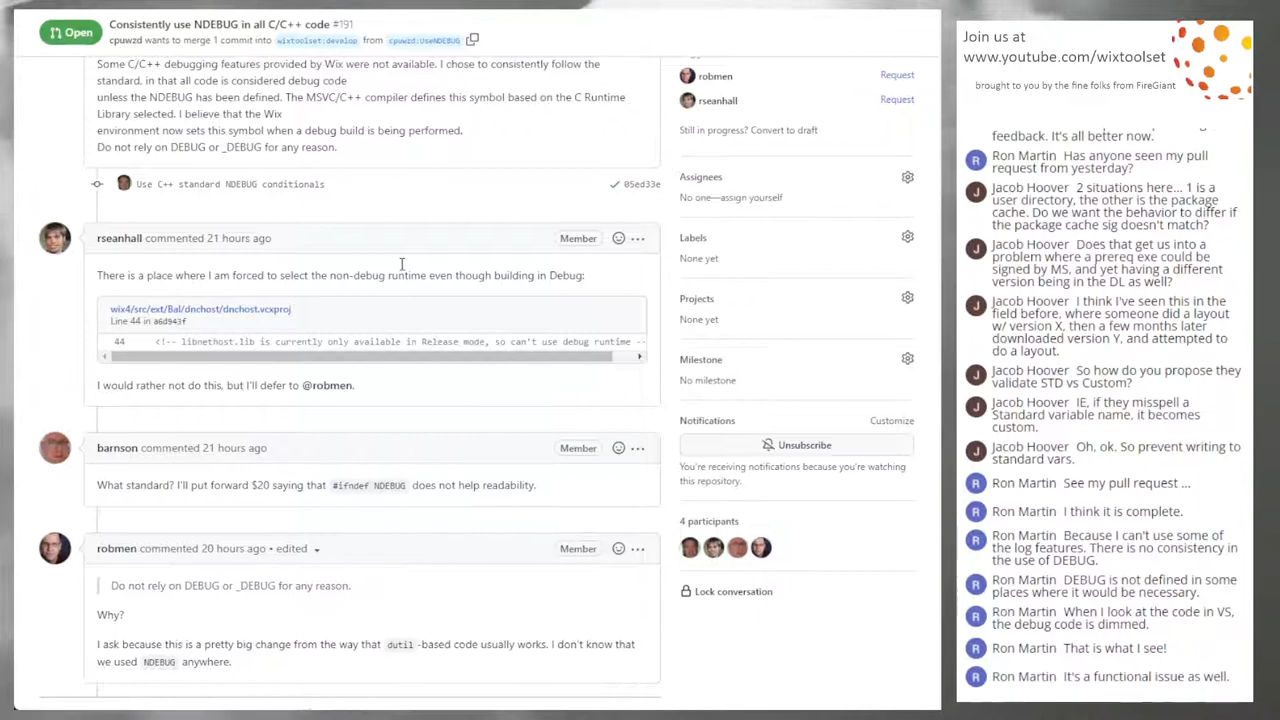 Open
Consistently use NDEBUG in all C/C++ code #191
cpuwzd wants to merge 1 commit into wixtoolset:develop from cpuwzd:UseNDEBUG
Some C/C++ debugging features provided by Wix were not available. I chose to consistently follow the
standard, in that all code is considered debug code
unless the NDEBUG has been defined. The MSVC/C++ compiler defines this symbol based on the C Runtime
Library selected. I believe that the Wix
environment now sets this symbol when a debug build is being performed.
Do not rely on DEBUG or _DEBUG for any reason.
Use C++ standard NDEBUG conditionals
05ed33e
rseanhall commented 21 hours ago
Member
There is a place where I am forced to select the non-debug runtime even though building in Debug:
wix4/src/ext/Bal/dnchost/dnchost.vcxproj
Line 44 in a6d943f
44 <!-- libnethost.lib is currently only available in Release mode, so can't use debug runtime --
I would rather not do this, but I'll defer to @robmen.
barnson commented 21 hours ago
Member
What standard? I'll put forward $20 saying that #ifndef NDEBUG does not help readability.
robmen commented 20 hours ago • edited
Member
Do not rely on DEBUG or _DEBUG for any reason.
Why?
I ask because this is a pretty big change from the way that dutil -based code usually works. I don't know that
we used NDEBUG anywhere.
robmen
Request
rseanhall
Request
Still in progress? Convert to draft
Assignees
No one—assign yourself
Labels
None yet
Projects
None yet
Milestone
No milestone
Notifications
Customize
Unsubscribe
You're receiving notifications because you're watching
this repository.
4 participants
Lock conversation
Join us at
www.youtube.com/wixtoolset
brought to you by the fine folks from FireGiant
feedback. It's all better now.
R
Ron Martin Has anyone seen my pull
request from yesterday?
J
Jacob Hoover 2 situations here... 1 is a
user directory, the other is the package
cache. Do we want the behavior to differ if
the package cache sig doesn't match?
J
Jacob Hoover Does that get us into a
problem where a prereq exe could be
signed by MS, and yet having a different
version being in the DL as well?
J
Jacob Hoover I think I've seen this in the
field before, where someone did a layout
w/ version X, then a few months later
downloaded version Y, and attempted to
do a layout.
J
Jacob Hoover So how do you propose they
validate STD vs Custom?
J
Jacob Hoover IE, if they misspell a
Standard variable name, it becomes
custom.
J
Jacob Hoover Oh, ok. So prevent writing to
standard vars.
R
Ron Martin See my pull request ...
R
Ron Martin I think it is complete.
R
Ron Martin Because I can't use some of
the log features. There is no consistency in
the use of DEBUG.
R
Ron Martin DEBUG is not defined in some
places where it would be necessary.
R
Ron Martin When I look at the code in VS,
the debug code is dimmed.
R
Ron Martin That is what I see!
R
Ron Martin It's a functional issue as well.